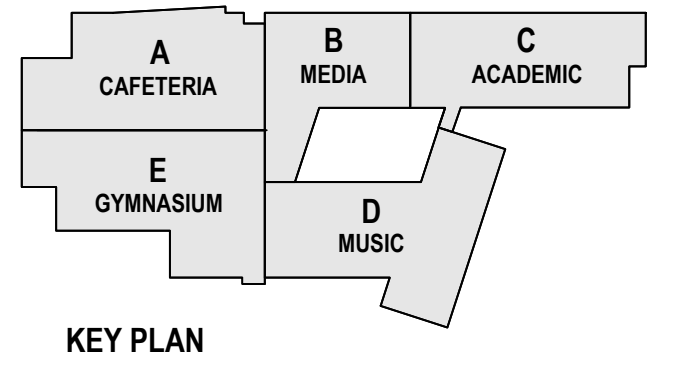 A
CAFETERIA
B
MEDIA
C
ACADEMIC
E
GYMNASIUM
D
MUSIC
KEY PLAN